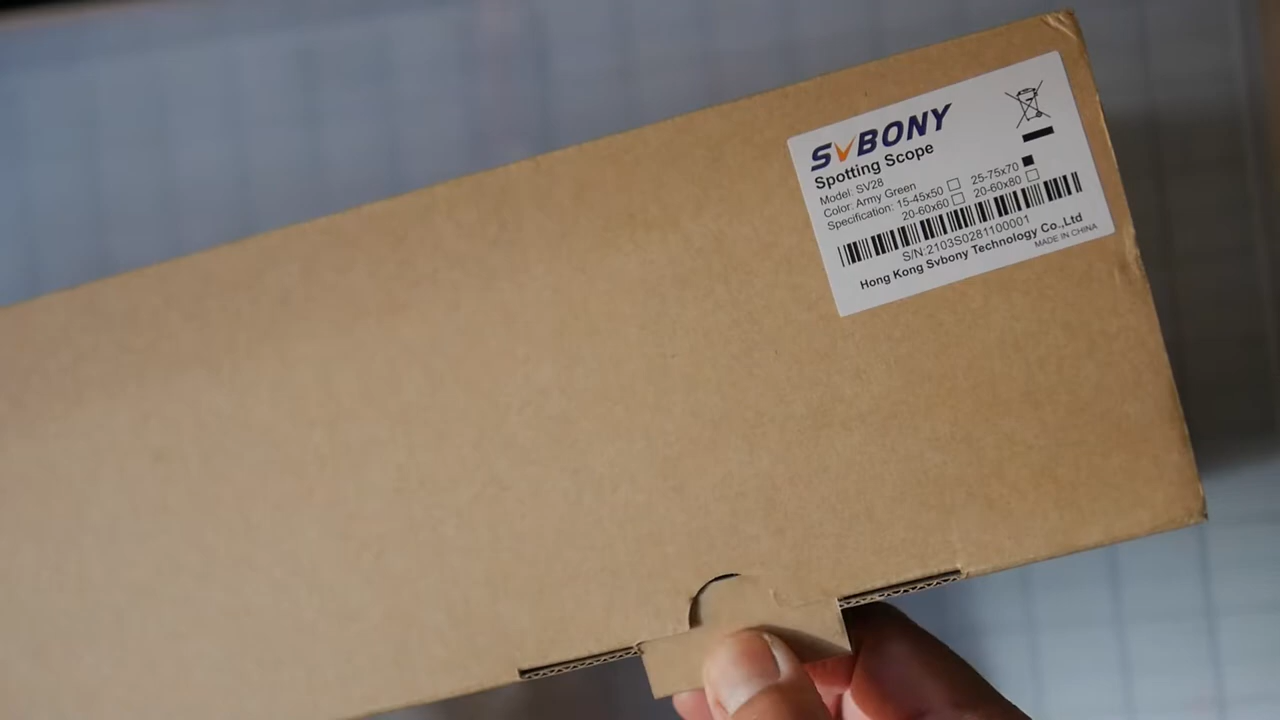 SVBONY
Spotting Scope
Model: SV28
Color: Army Green
Specification: 15-45x50 □ 25-75x70 ■
20-60x60 □ 20-60x80 □
S/N:2103S0281100001
Hong Kong Svbony Technology Co.,Ltd
MADE IN CHINA